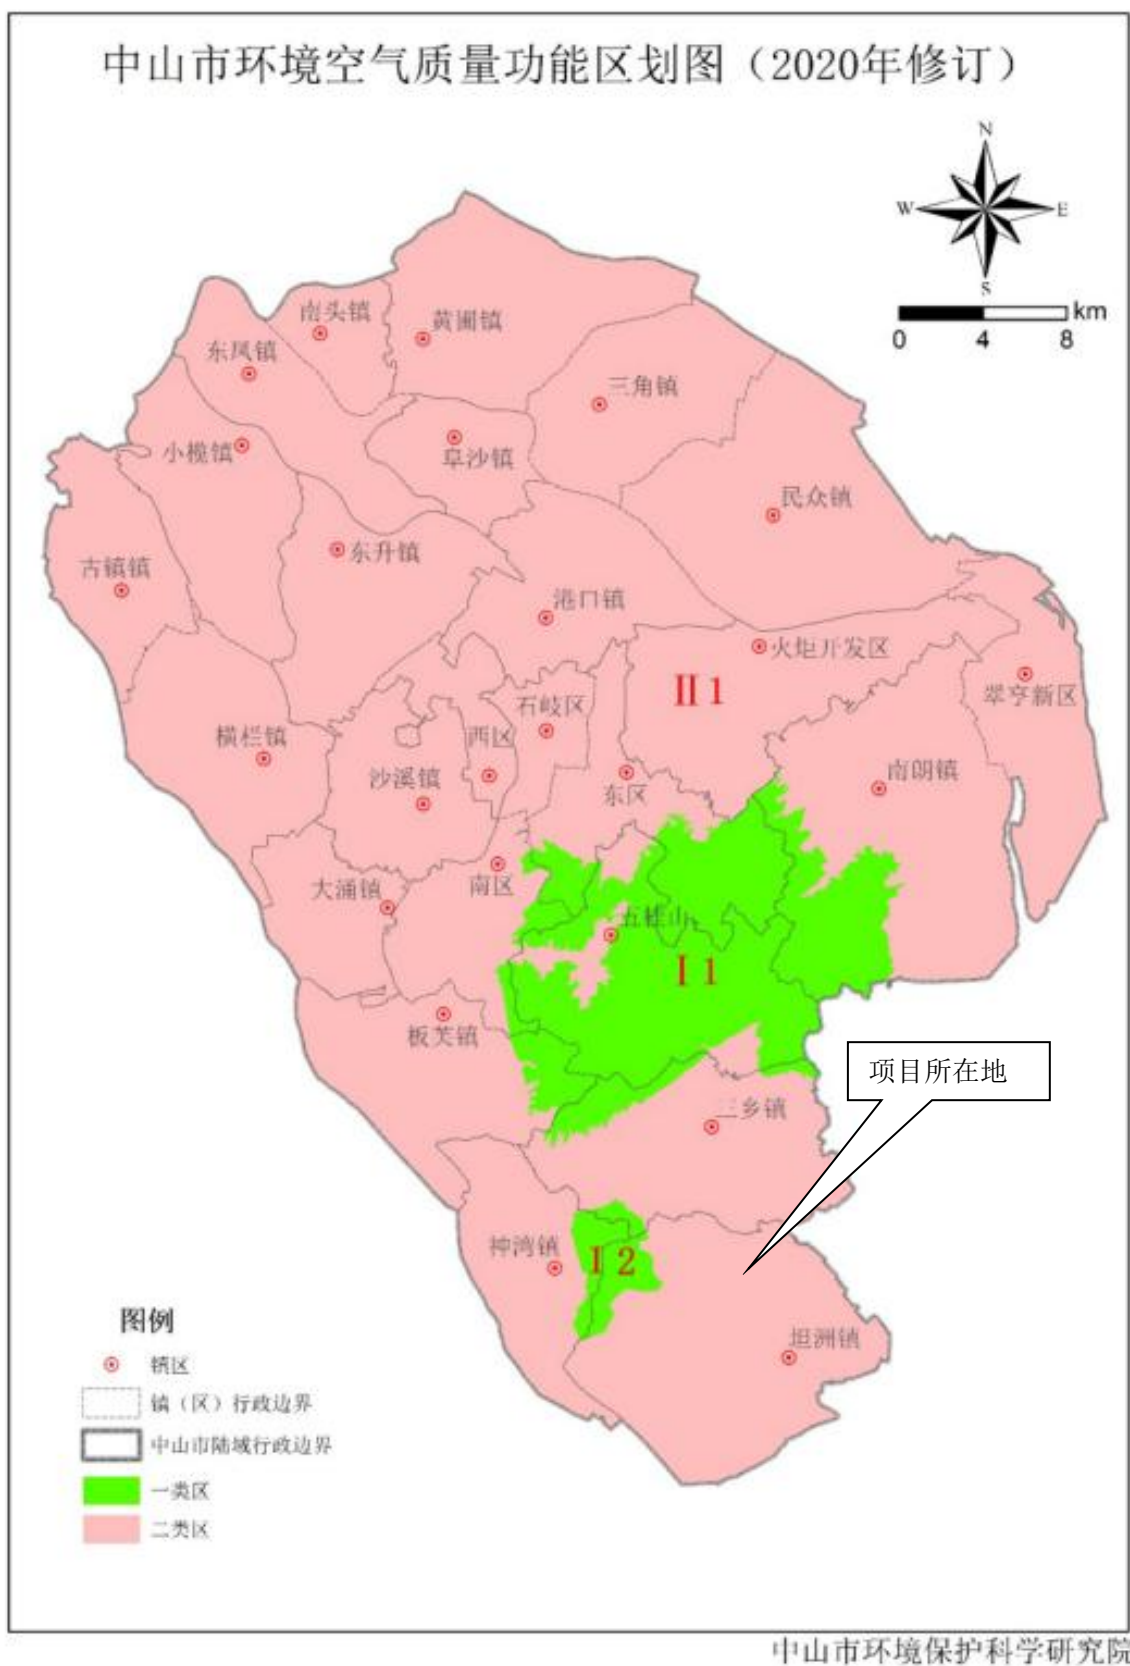 中山市环境空气质量功能区划图（2020年修订）
N
W
E
S
km
0
4
8
南头镇
黄圃镇
东凤镇
三角镇
小榄镇
阜沙镇
民众镇
东升镇
古镇镇
港口镇
火炬开发区
翠亨新区
Ⅱ1
石岐区
西区
横栏镇
沙溪镇
东区
南朗镇
南区
大涌镇
五桂山
Ⅰ1
板芙镇
项目所在地
三乡镇
神湾镇
Ⅰ2
坦洲镇
图例
镇区
镇（区）行政边界
中山市陆域行政边界
一类区
二类区
中山市环境保护科学研究院